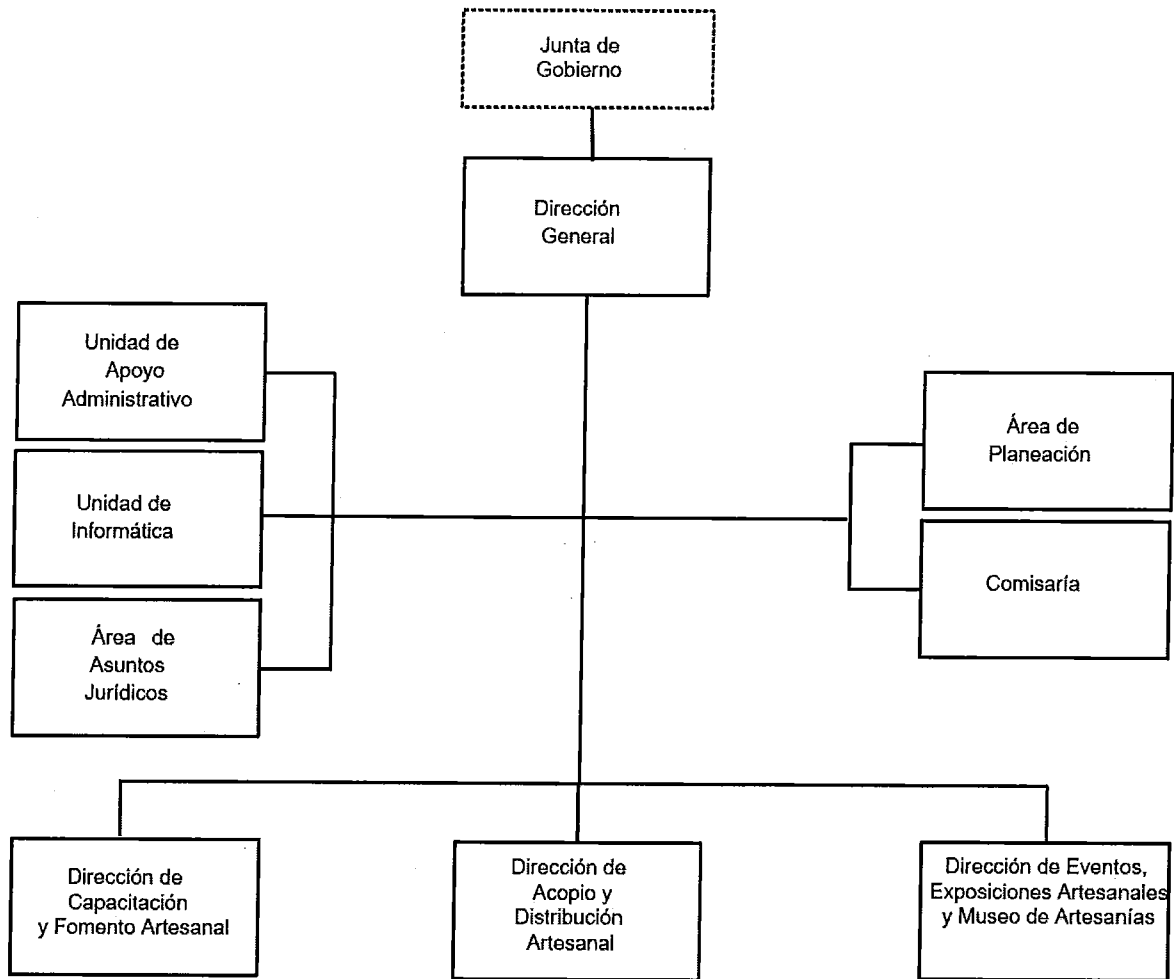 Junta de
Gobierno
Dirección
General
Unidad de
Apoyo
Administrativo
Unidad de
Informática
Área de
Asuntos
Jurídicos
Área de
Planeación
Comisaría
Dirección de
Capacitación
y Fomento Artesanal
Dirección de
Acopio y
Distribución
Artesanal
Dirección de Eventos,
Exposiciones Artesanales
y Museo de Artesanías